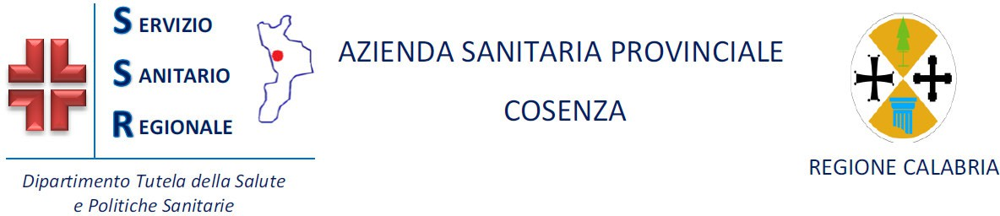 SERVIZIO
SANITARIO
REGIONALE
Dipartimento Tutela della Salute
e Politiche Sanitarie
AZIENDA SANITARIA PROVINCIALE
COSENZA
REGIONE CALABRIA